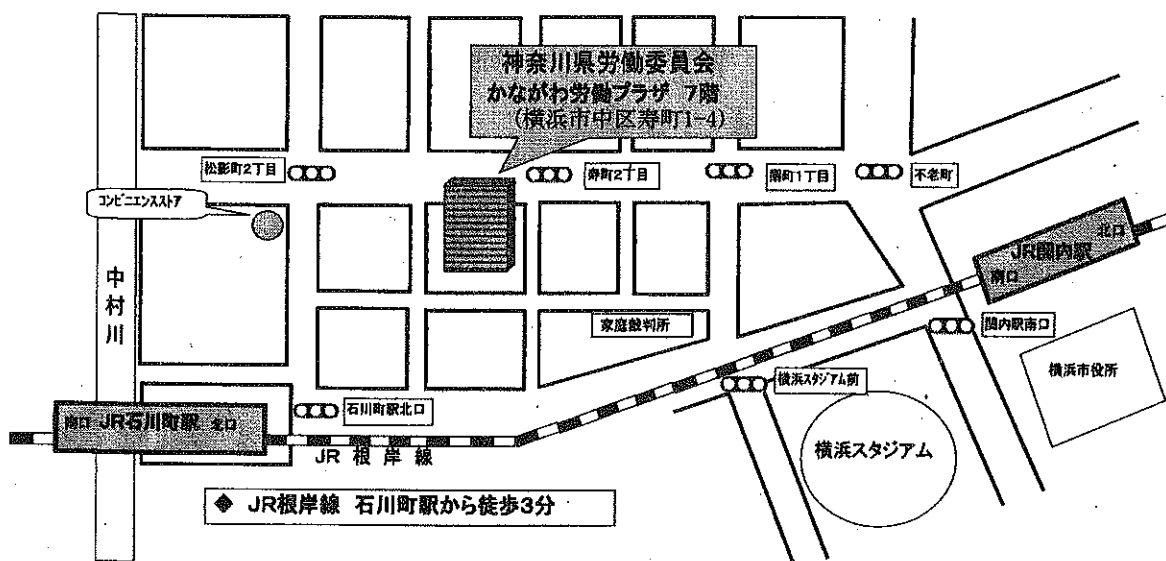 神奈川県労働委員会
かながわ労働プラザ 7階
(横浜市中区寿町1-4)
松影町2丁目
寿町2丁目
扇町1丁目
不老町
コンビニエンスストア
中村川
北口
JR関内駅
南口
家庭裁判所
関内駅南口
横浜市役所
横浜スタジアム前
石川町駅北口
南口 JR石川町駅 北口
JR 根岸線
横浜スタジアム
◆ JR根岸線 石川町駅から徒歩3分